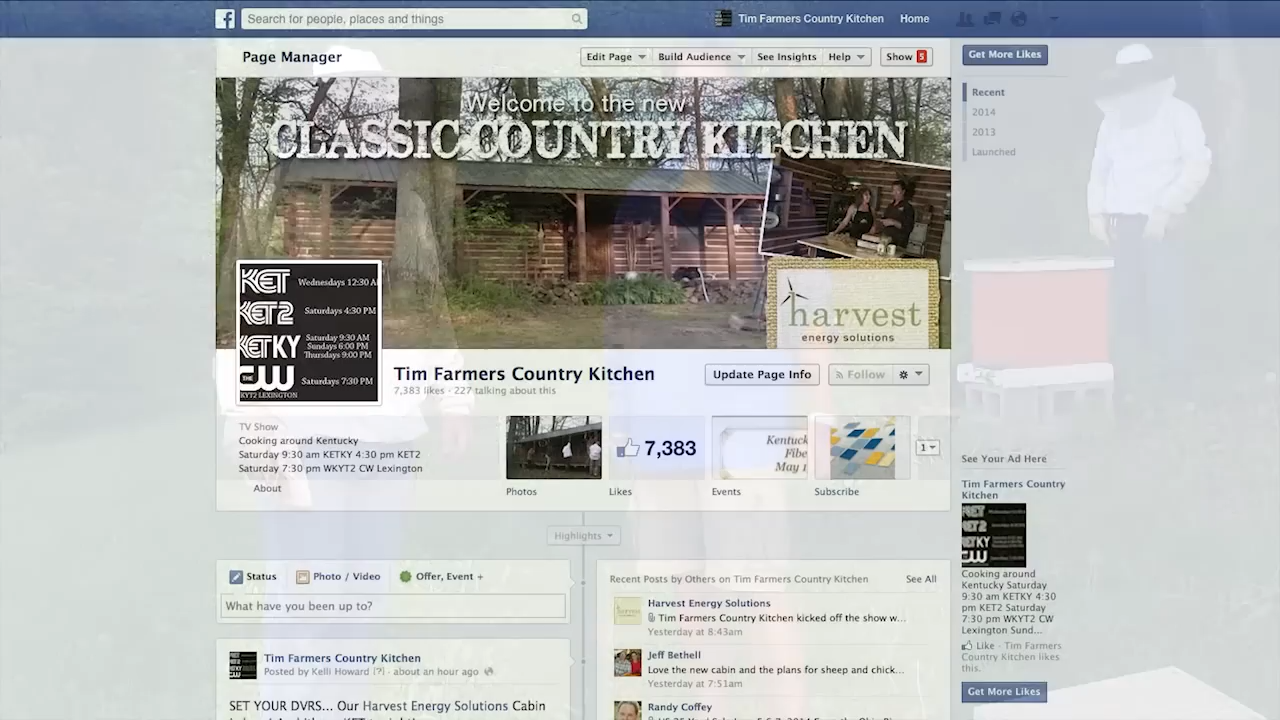 Search for people, places and things
Tim Farmers Country Kitchen
Home
Page Manager
Edit Page
Build Audience
See Insights
Help
Show 5
Get More Likes
Recent
2014
2013
Launched
Welcome to the new
CLASSIC COUNTRY KITCHEN
KET Wednesdays 12:30 A
KET2 Saturdays 4:30 PM
KETKY Saturday 9:30 AM
Sundays 6:00 PM
Thursdays 9:00 PM
THE CW Saturdays 7:30 PM
KYT2 LEXINGTON
harvest
energy solutions
Tim Farmers Country Kitchen
7,383 likes · 227 talking about this
Update Page Info
Follow
TV Show
Cooking around Kentucky
Saturday 9:30 am KETKY 4:30 pm KET2
Saturday 7:30 pm WKYT2 CW Lexington
About
Photos
7,383
Likes
Kentuck
Fibe
May 1
Events
Subscribe
1
See Your Ad Here
Tim Farmers Country
Kitchen
KET
KET2
KETKY
Cooking around
Kentucky Saturday
9:30 am KETKY 4:30
pm KET2 Saturday
7:30 pm WKYT2 CW
Lexington Sund...
Like · Tim Farmers
Country Kitchen likes
this.
Get More Likes
Highlights
Status
Photo / Video
Offer, Event +
What have you been up to?
Tim Farmers Country Kitchen
Posted by Kelli Howard [?] · about an hour ago
SET YOUR DVRS... Our Harvest Energy Solutions Cabin
Recent Posts by Others on Tim Farmers Country Kitchen
See All
Harvest Energy Solutions
Tim Farmers Country Kitchen kicked off the show w...
Yesterday at 8:43am
Jeff Bethell
Love the new cabin and the plans for sheep and chick...
Yesterday at 7:51am
Randy Coffey